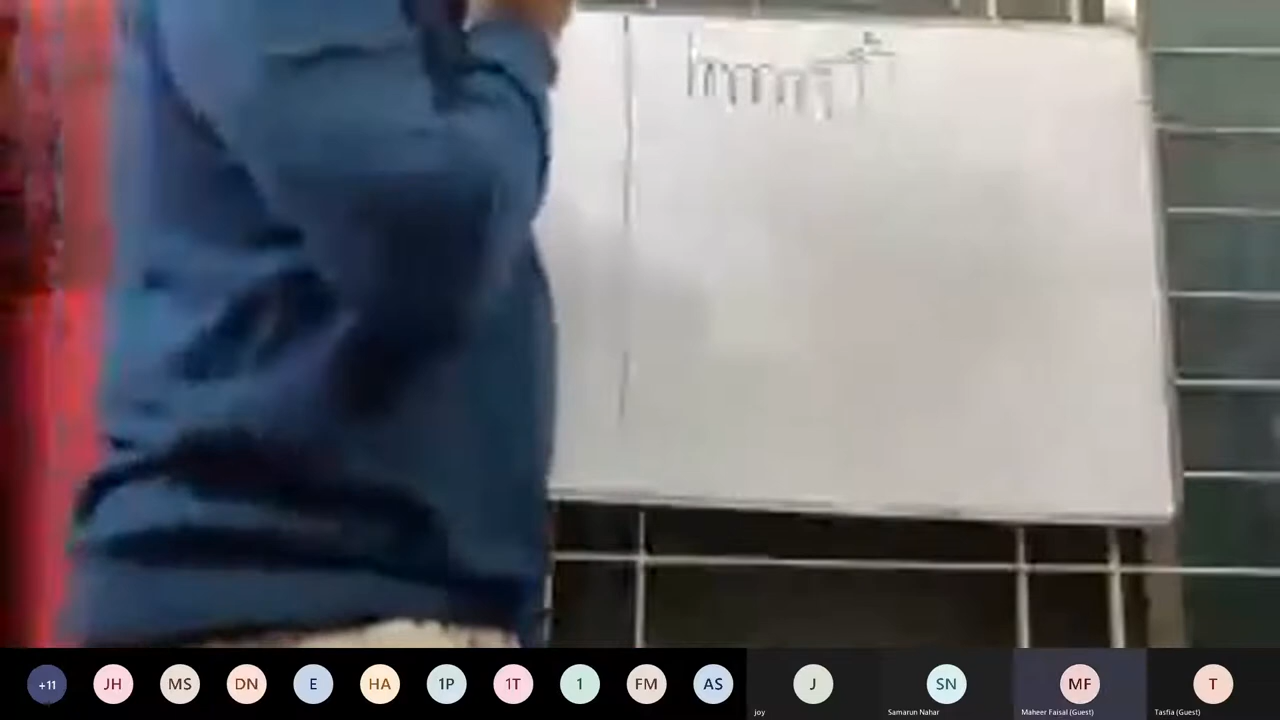 +11
JH
MS
DN
E
HA
1P
1T
1
FM
AS
J
SN
MF
T
joy
Samarun Nahar
Maheer Faisal (Guest)
Tasfia (Guest)